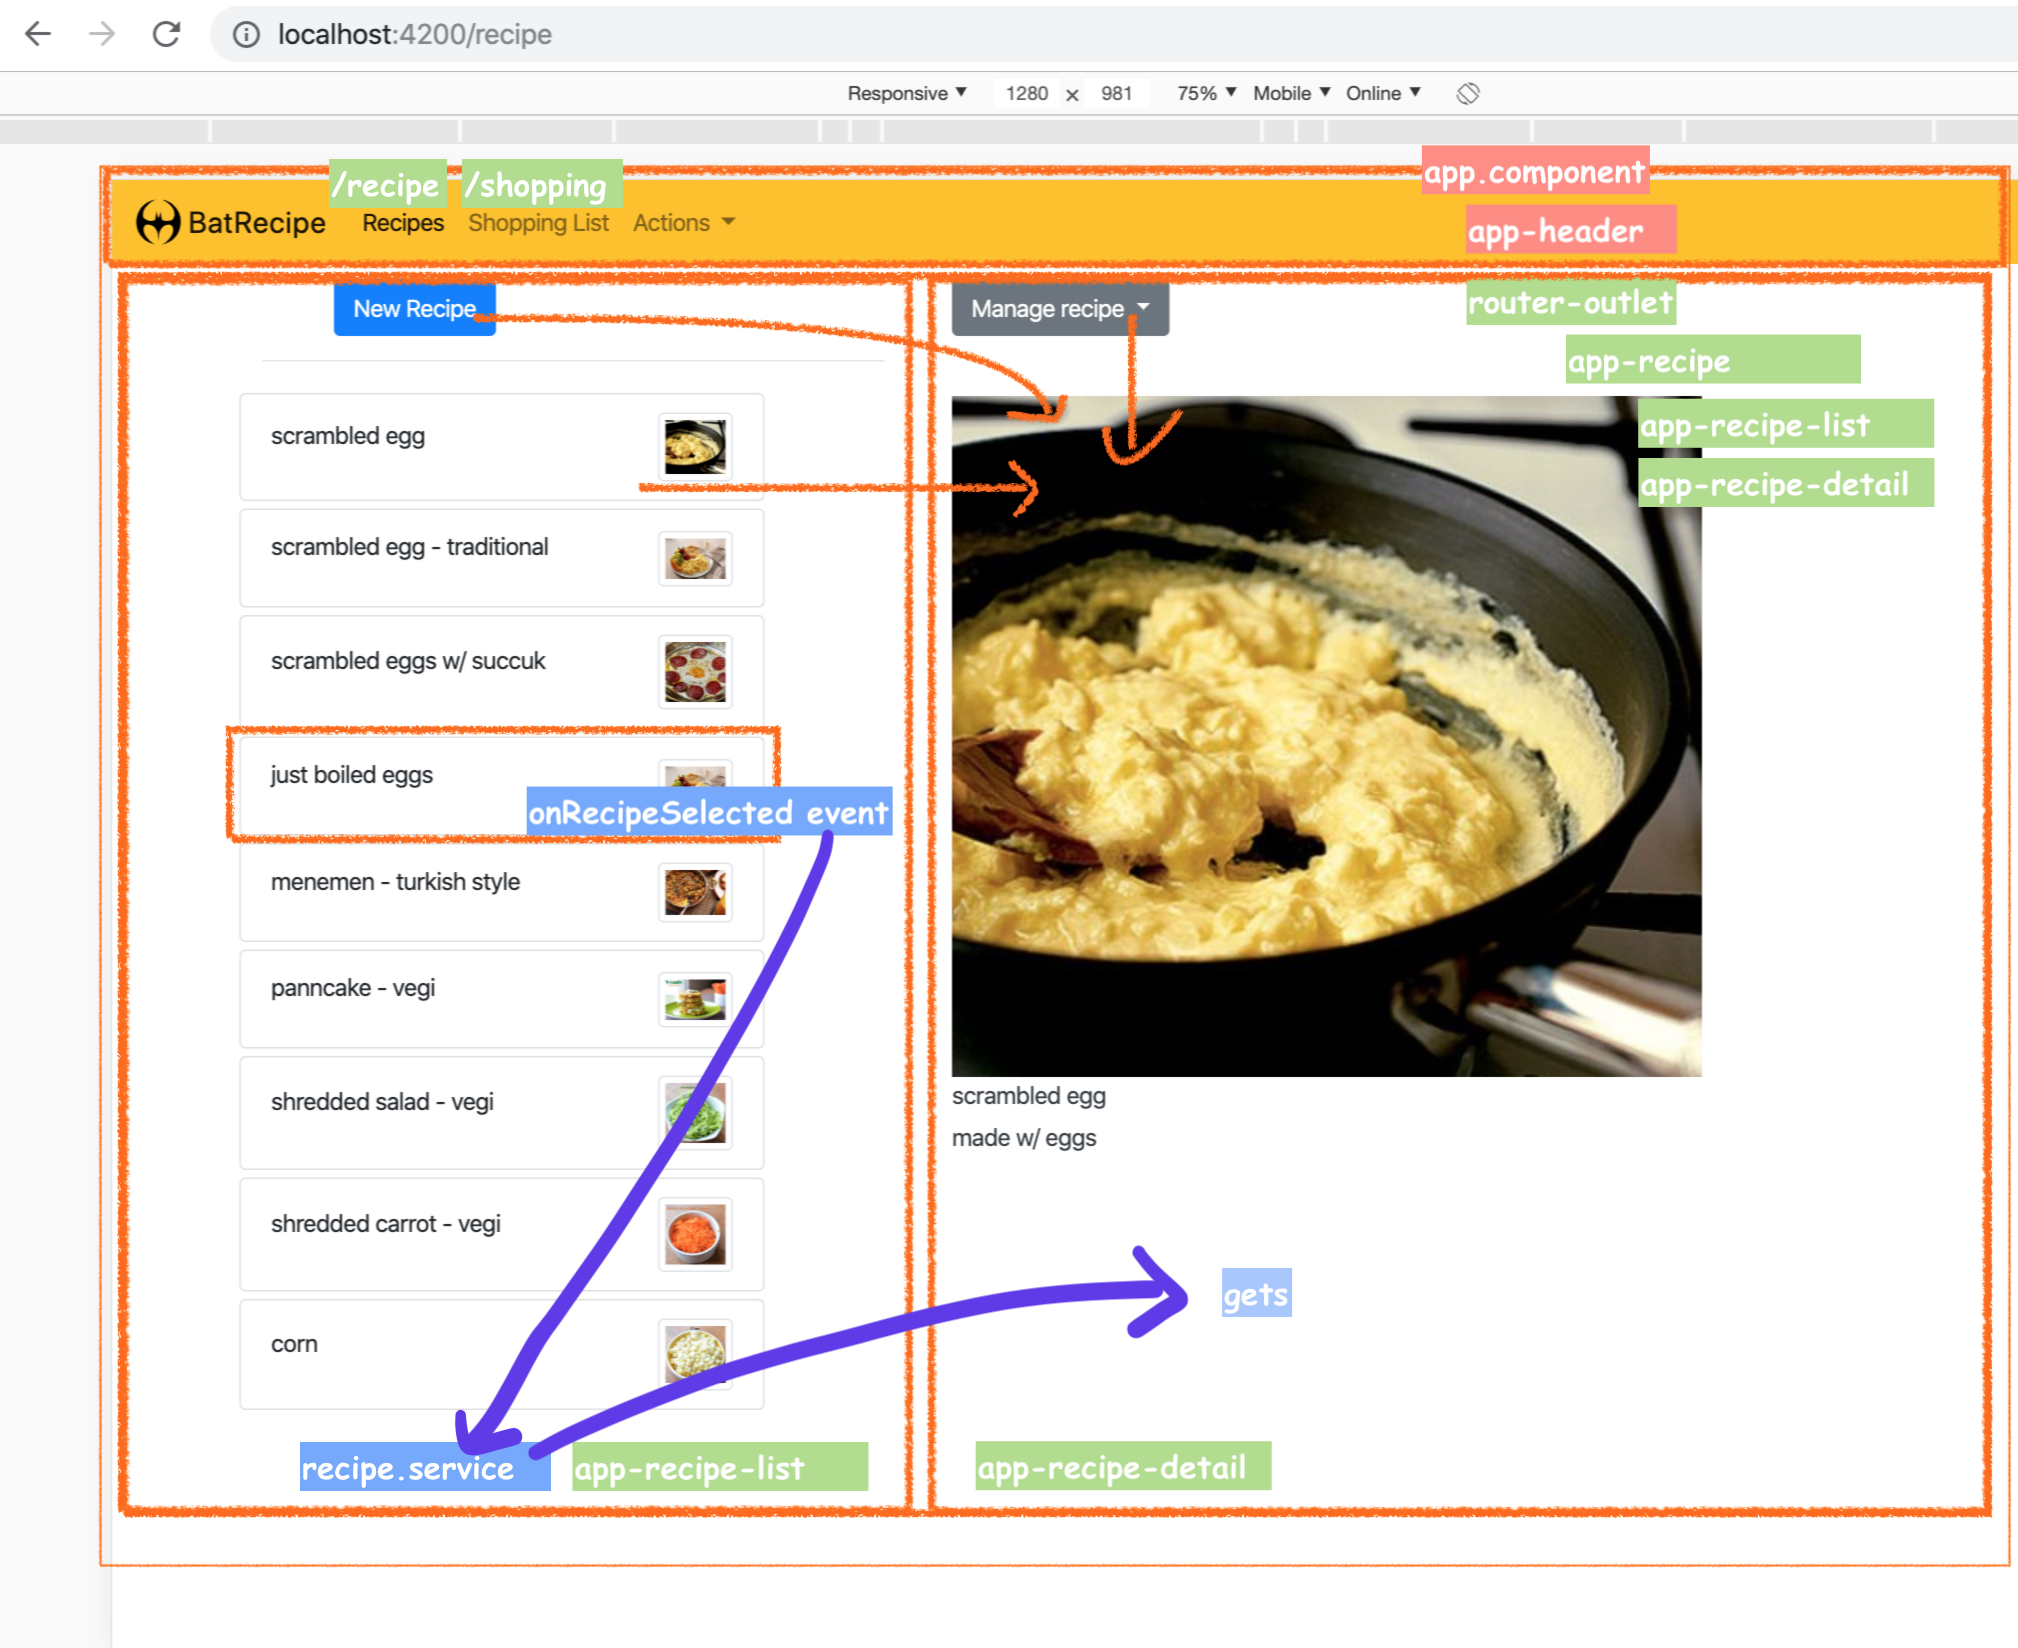 localhost:4200/recipe
Responsive 1280 × 981 75% Mobile Online
app.component
/recipe /shopping
BatRecipe Recipes Shopping List Actions
app-header
New Recipe
Manage recipe
router-outlet
app-recipe
app-recipe-list
app-recipe-detail
scrambled egg
scrambled egg - traditional
scrambled eggs w/ succuk
just boiled eggs
onRecipeSelected event
menemen - turkish style
panncake - vegi
shredded salad - vegi
shredded carrot - vegi
corn
scrambled egg
made w/ eggs
gets
recipe.service
app-recipe-list
app-recipe-detail